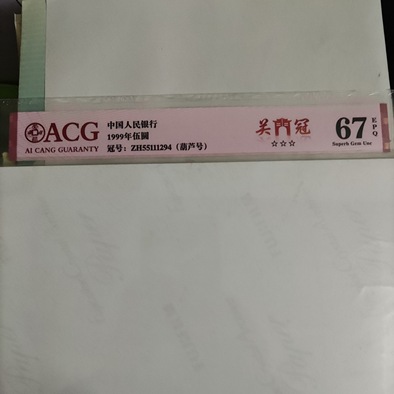 ACG
AI CANG GUARANTY
中国人民银行
1999年伍圆
冠号：ZH55111294（葫芦号）
关門冠
☆☆☆
67 EPQ
Superb Gem Unc